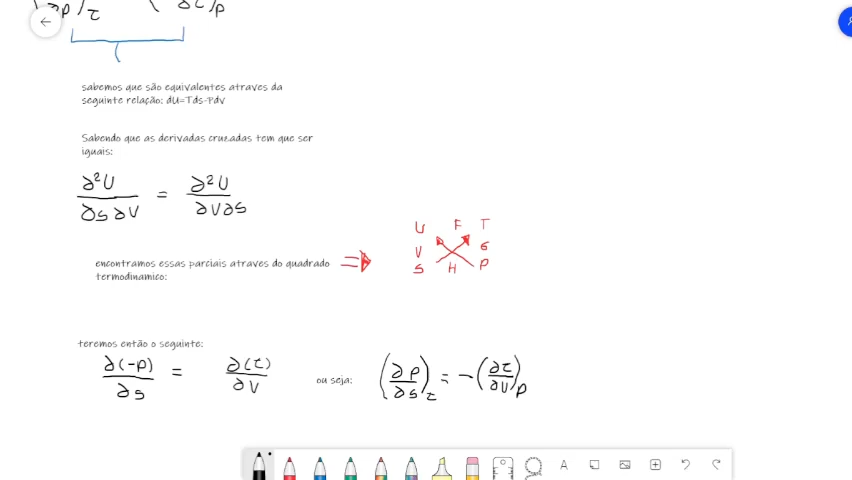 ∂p)τ ( ∂τ)p
sabemos que são equivalentes atraves da
seguinte relação: dU=Tds-Pdv
Sabendo que as derivadas cruzadas tem que ser
iguais:
∂²U/∂s∂V = ∂²U/∂V∂s
U F T
V G
S H P
encontramos essas parciais atraves do quadrado
termodinamico:
teremos então o seguinte:
∂(-p)/∂s = ∂(τ)/∂V ou seja: (∂p/∂s)τ = -(∂τ/∂V)p
A